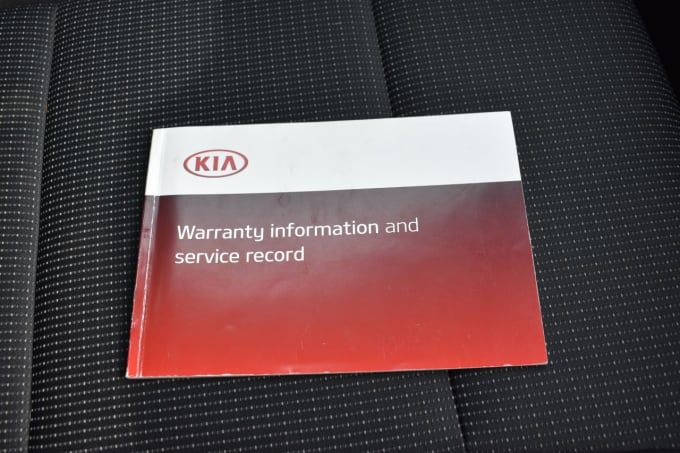 KIA
Warranty information and
service record